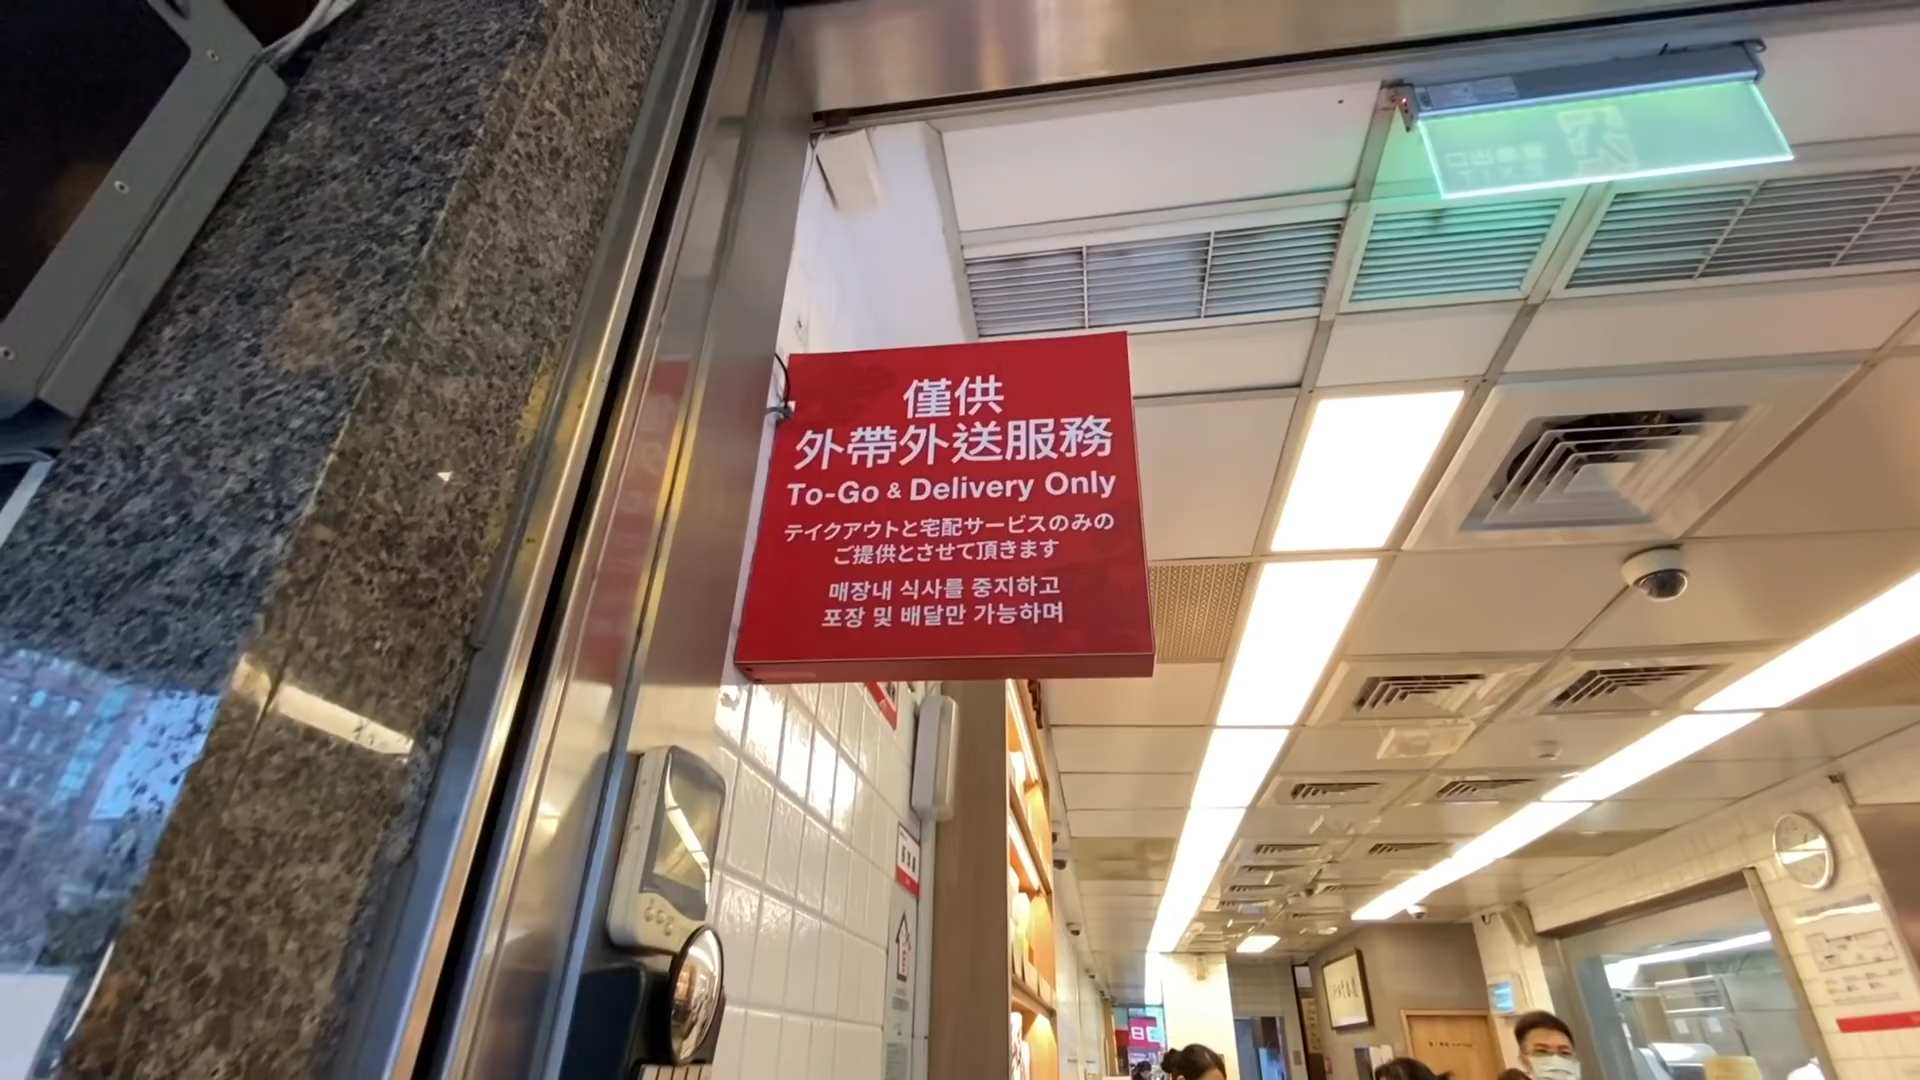 僅供
外帶外送服務
To-Go & Delivery Only
テイクアウトと宅配サービスのみの
ご提供とさせて頂きます
매장내 식사를 중지하고
포장 및 배달만 가능하며